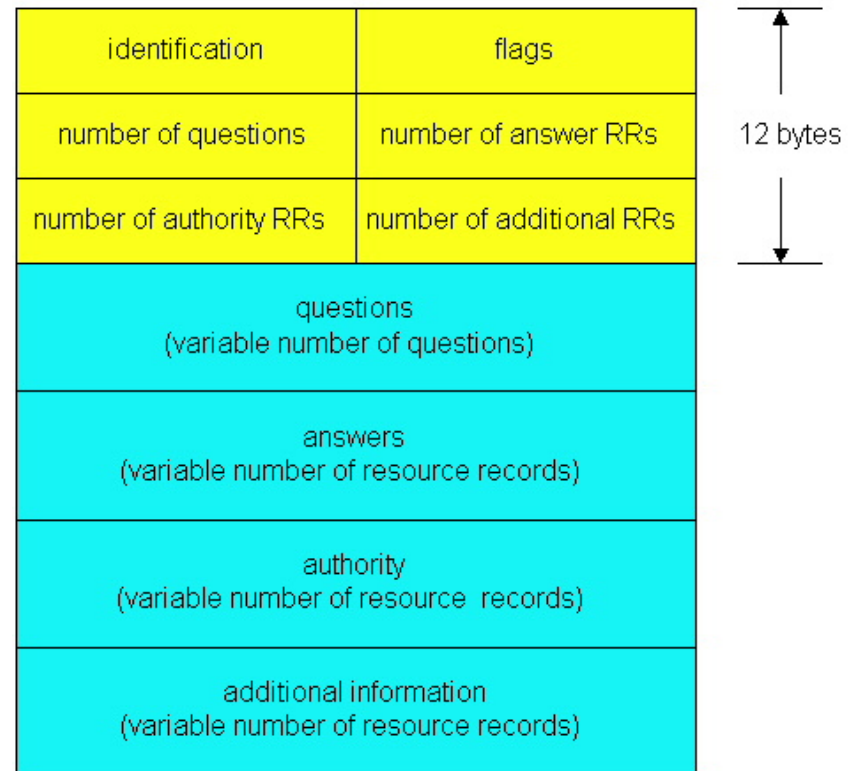 identification
flags
number of questions
number of answer RRs
12 bytes
number of authority RRs
number of additional RRs
questions
(variable number of questions)
answers
(variable number of resource records)
authority
(variable number of resource records)
additional information
(variable number of resource records)